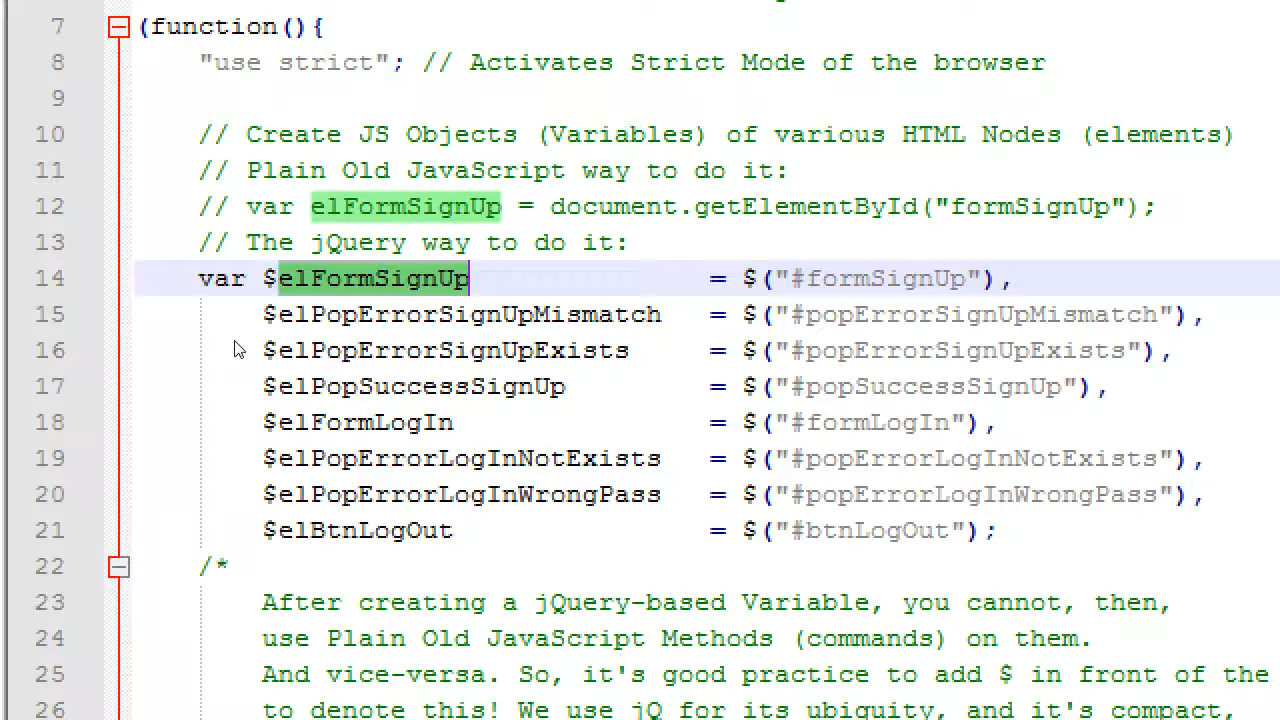 7 (function(){
8 "use strict"; // Activates Strict Mode of the browser
9
10 // Create JS Objects (Variables) of various HTML Nodes (elements)
11 // Plain Old JavaScript way to do it:
12 // var elFormSignUp = document.getElementById("formSignUp");
13 // The jQuery way to do it:
14 var $elFormSignUp = $("#formSignUp"),
15 $elPopErrorSignUpMismatch = $("#popErrorSignUpMismatch"),
16 $elPopErrorSignUpExists = $("#popErrorSignUpExists"),
17 $elPopSuccessSignUp = $("#popSuccessSignUp"),
18 $elFormLogIn = $("#formLogIn"),
19 $elPopErrorLogInNotExists = $("#popErrorLogInNotExists"),
20 $elPopErrorLogInWrongPass = $("#popErrorLogInWrongPass"),
21 $elBtnLogOut = $("#btnLogOut");
22 /*
23 After creating a jQuery-based Variable, you cannot, then,
24 use Plain Old JavaScript Methods (commands) on them.
25 And vice-versa. So, it's good practice to add $ in front of the
26 to denote this! We use jQ for its ubiquity, and it's compact,